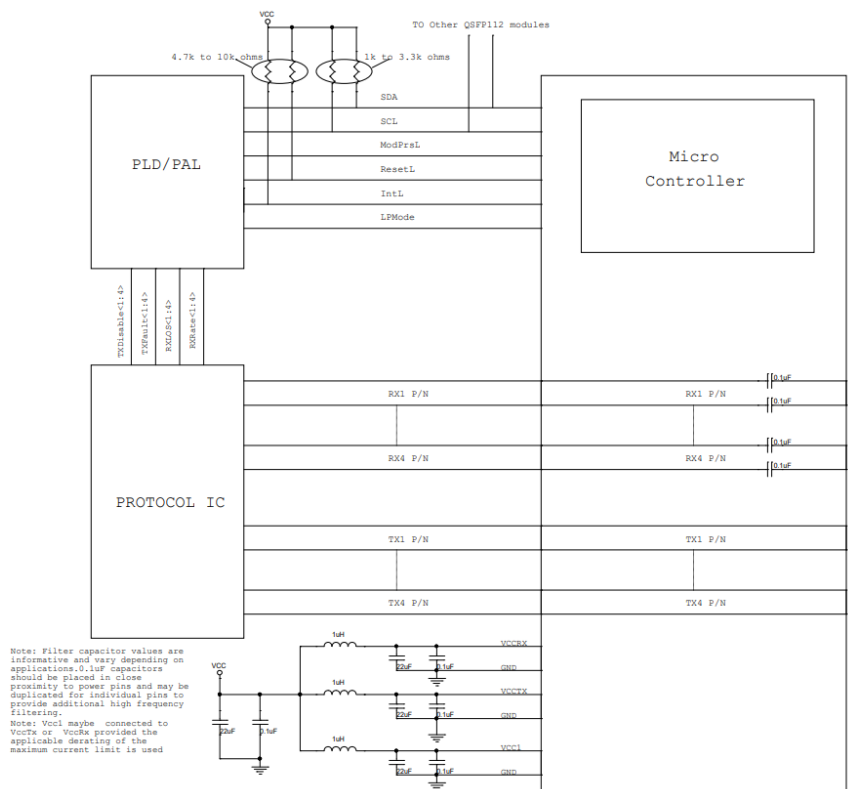 VCC
TO Other QSFP112 modules
4.7k to 10k ohms
1k to 3.3k ohms
SDA
SCL
ModPrsL
ResetL
IntL
LPMode
PLD/PAL
Micro
Controller
TXDisable<1:4>
TXFault<1:4>
RXLOS<1:4>
RXRate<1:4>
0.1uF
RX1 P/N
RX1 P/N
0.1uF
0.1uF
RX4 P/N
RX4 P/N
0.1uF
PROTOCOL IC
TX1 P/N
TX1 P/N
TX4 P/N
TX4 P/N
Note: Filter capacitor values are
informative and vary depending on
applications.0.1uF capacitors
should be placed in close
proximity to power pins and may be
duplicated for individual pins to
provide additional high frequency
filtering.
Note: Vcc1 maybe connected to
VccTx or VccRx provided the
applicable derating of the
maximum current limit is used
VCC
22uF
0.1uF
1uH
VCCRX
22uF
0.1uF
GND
1uH
VCCTX
22uF
0.1uF
GND
1uH
VCC1
22uF
0.1uF
GND